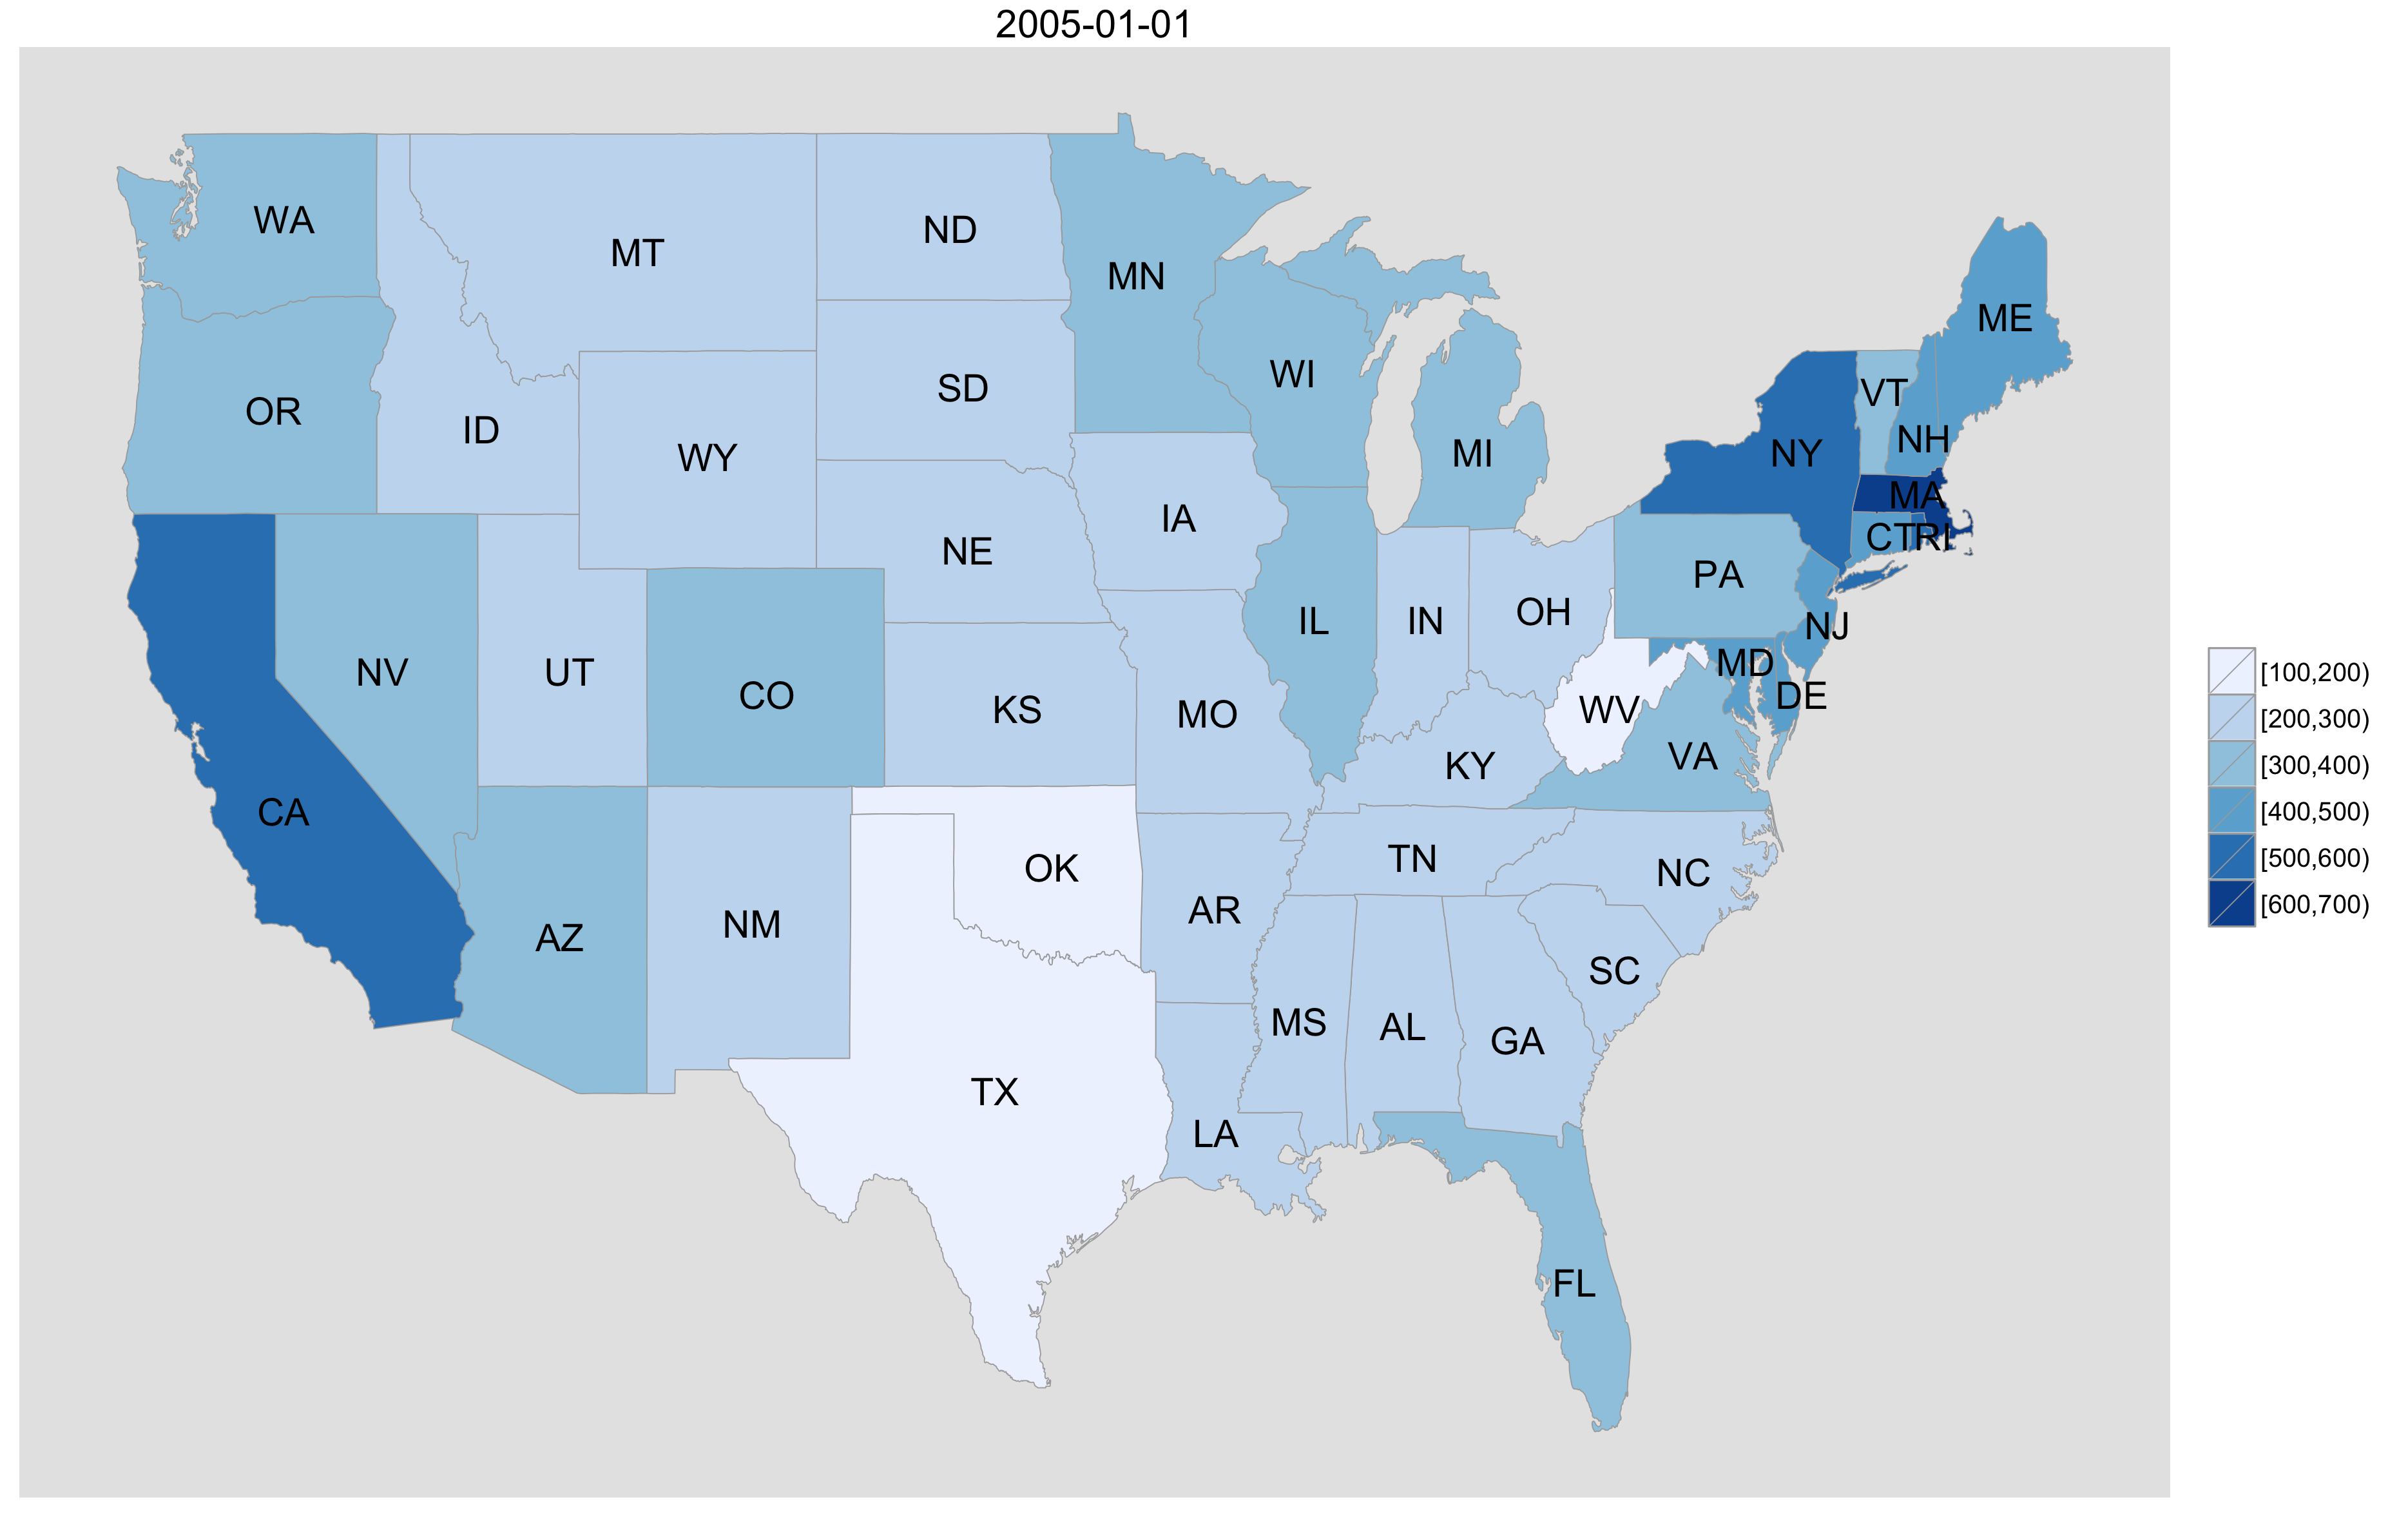 2005-01-01
WA
MT
ND
MN
ME
OR
ID
WY
SD
WI
MI
VT
NH
NY
MA
CT
RI
IA
NE
PA
NV
UT
CO
KS
MO
IL
IN
OH
NJ
MD
DE
WV
VA
KY
CA
AZ
NM
OK
AR
TN
NC
SC
MS
AL
GA
TX
LA
FL
[100,200)
[200,300)
[300,400)
[400,500)
[500,600)
[600,700)